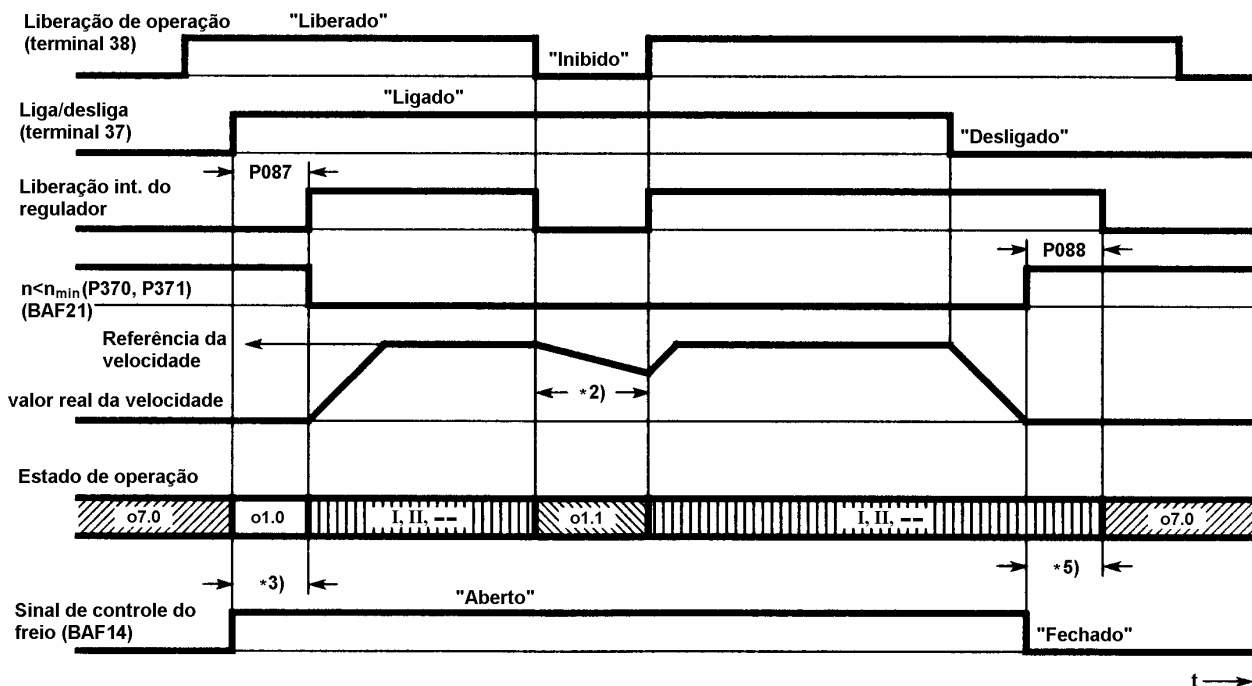 Liberação de operação
(terminal 38)
"Liberado"
"Inibido"
Liga/desliga
(terminal 37)
"Ligado"
"Desligado"
P087
Liberação int. do
regulador
P088
n<nmin(P370, P371)
(BAF21)
Referência da
velocidade
*2)
valor real da velocidade
Estado de operação
o7.0
o1.0
I, II, --
o1.1
I, II, --
o7.0
*3)
*5)
Sinal de controle do
freio (BAF14)
"Aberto"
"Fechado"
t